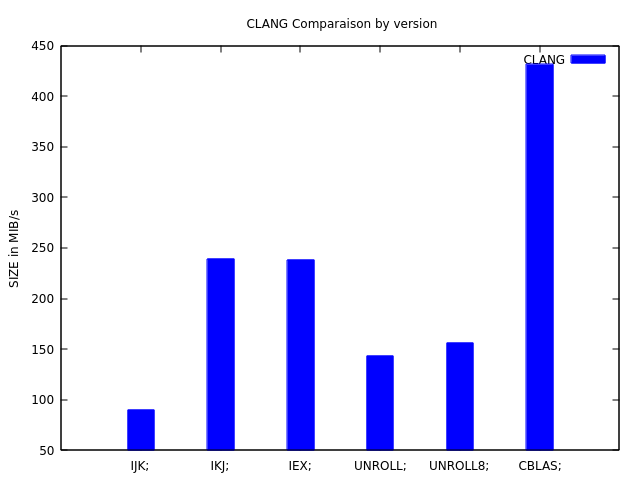 CLANG Comparaison by version
450
CLANG
400
350
300
250
200
150
100
50
SIZE in MIB/s
IJK; IKJ; IEX; UNROLL; UNROLL8; CBLAS;